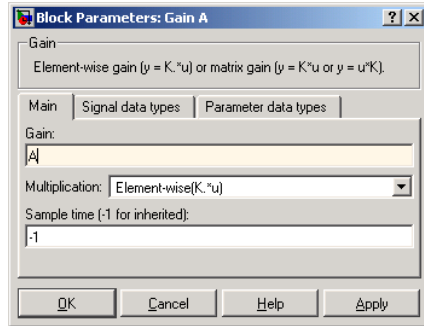 Block Parameters: Gain A
Gain
Element-wise gain (y = K.*u) or matrix gain (y = K*u or y = u*K).
Main Signal data types Parameter data types
Gain:
A
Multiplication: Element-wise(K.*u)
Sample time (-1 for inherited):
-1
OK Cancel Help Apply